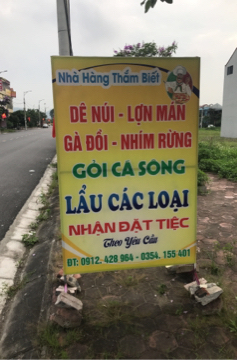 Nhà Hàng Thắm Biết
DÊ NÚI - LỢN MÁN
GÀ ĐỒI - NHÍM RỪNG
GỎI CÁ SÔNG
LẨU CÁC LOẠI
NHẬN ĐẶT TIỆC
Theo Yêu Cầu
ĐT: 0912. 428 964 - 0354. 155 401